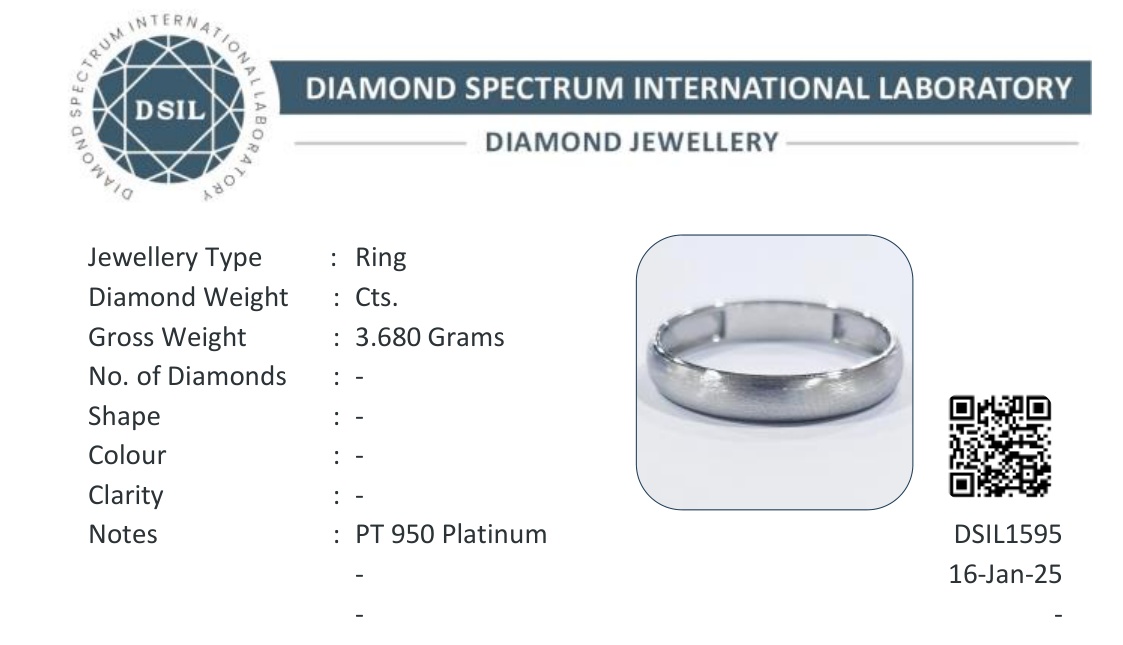 DIAMOND SPECTRUM INTERNATIONAL LABORATORY
DSIL
DIAMOND SPECTRUM INTERNATIONAL LABORATORY
DIAMOND JEWELLERY
Jewellery Type : Ring
Diamond Weight : Cts.
Gross Weight : 3.680 Grams
No. of Diamonds : -
Shape : -
Colour : -
Clarity : -
Notes : PT 950 Platinum DSIL1595
- 16-Jan-25
- -